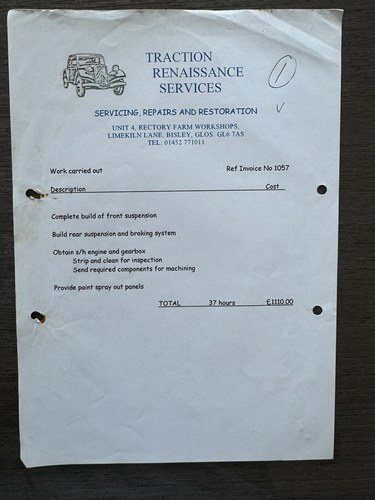 TRACTION
RENAISSANCE
SERVICES
1
SERVICING, REPAIRS AND RESTORATION
UNIT 4, RECTORY FARM WORKSHOPS,
LIMEKILN LANE, BISLEY, GLOS. GL6 7AS
TEL: 01452 771011
Work carried out Ref Invoice No 1057
Description Cost
Complete build of front suspension
Build rear suspension and braking system
Obtain s/h engine and gearbox
Strip and clean for inspection
Send required components for machining
Provide paint spray out panels
TOTAL 37 hours £1110.00